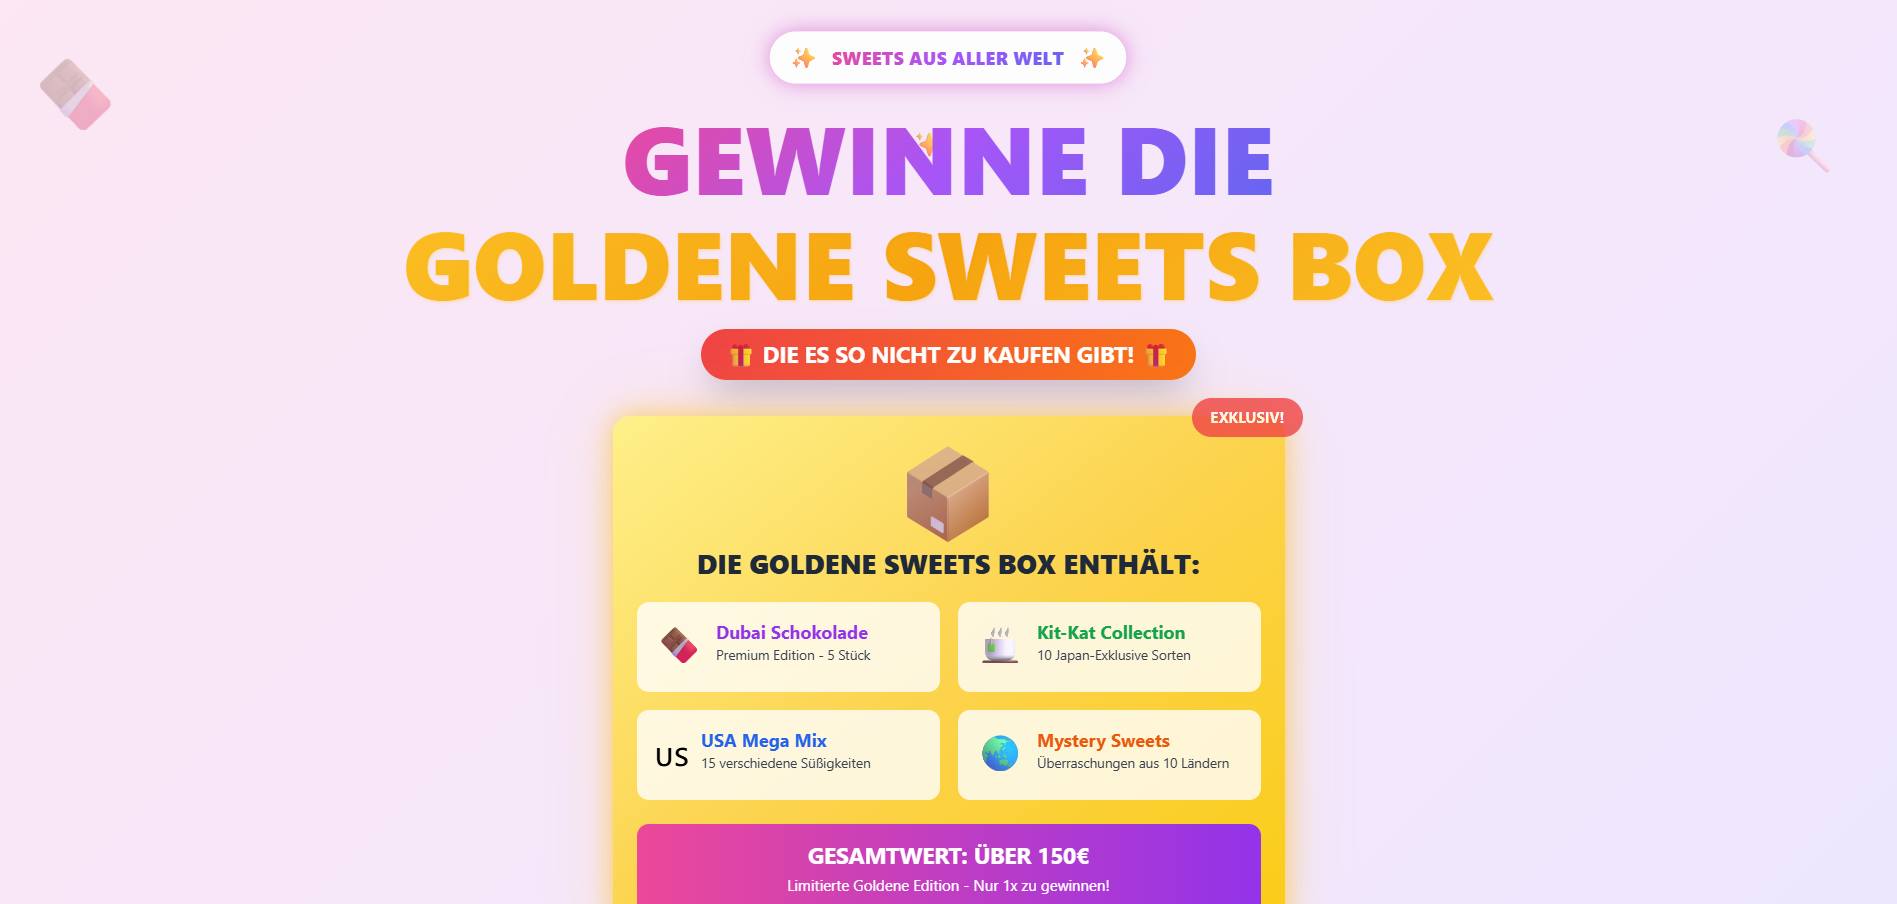 SWEETS AUS ALLER WELT
GEWINNE DIE
GOLDENE SWEETS BOX
DIE ES SO NICHT ZU KAUFEN GIBT!
EXKLUSIV!
DIE GOLDENE SWEETS BOX ENTHÄLT:
Dubai Schokolade
Premium Edition - 5 Stück
Kit-Kat Collection
10 Japan-Exklusive Sorten
US
USA Mega Mix
15 verschiedene Süßigkeiten
Mystery Sweets
Überraschungen aus 10 Ländern
GESAMTWERT: ÜBER 150€
Limitierte Goldene Edition - Nur 1x zu gewinnen!